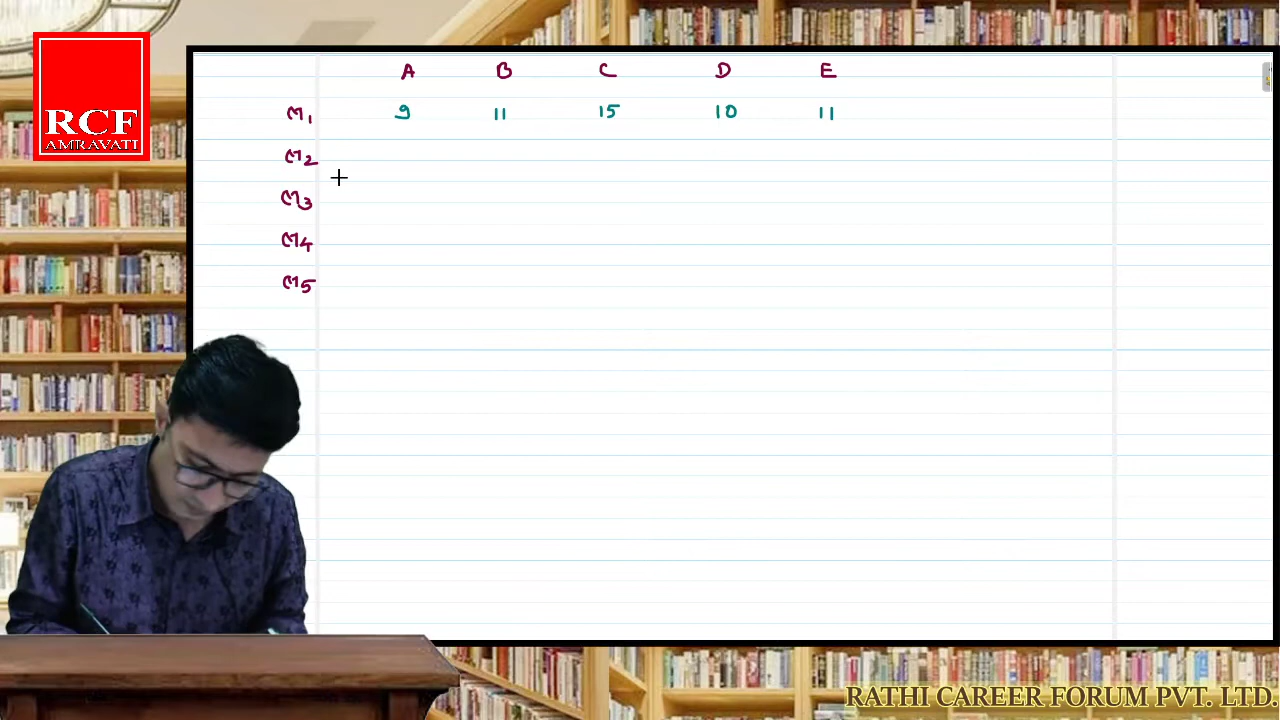 RCF
AMRAVATI
A B C D E
M1 9 11 15 10 11
M2
M3
M4
M5
RATHI CAREER FORUM PVT. LTD.